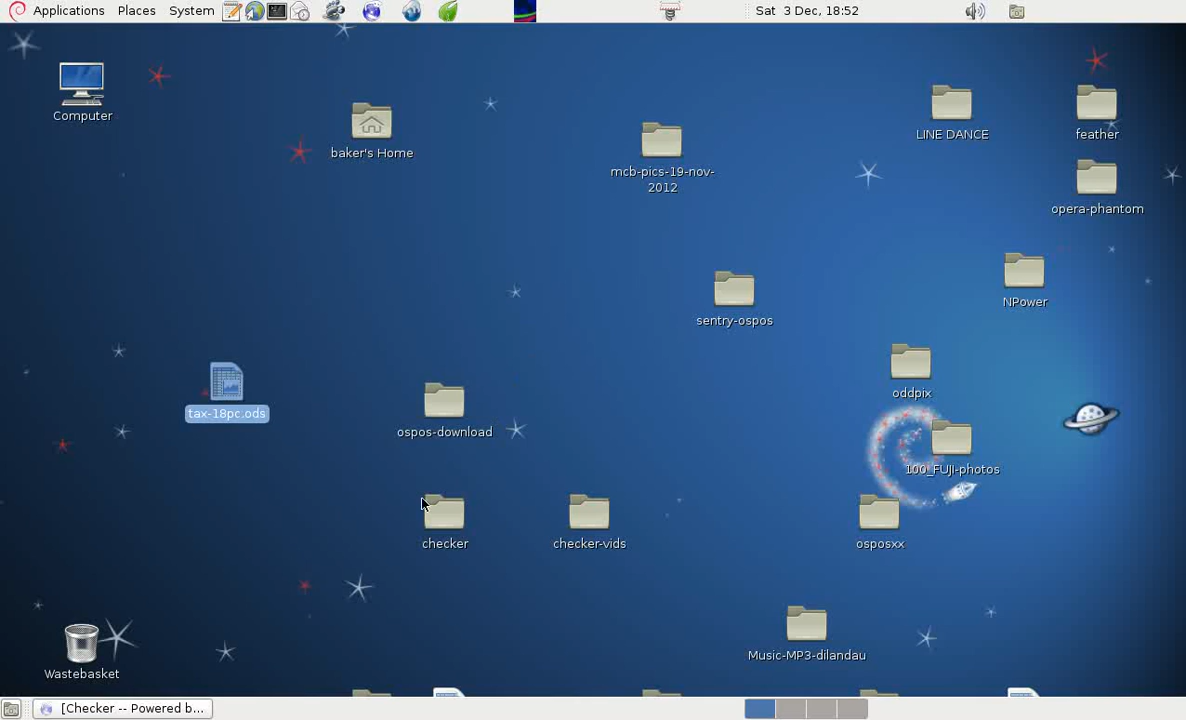 Applications Places System
Sat 3 Dec, 18:52
Computer
baker's Home
mcb-pics-19-nov-
2012
LINE DANCE
feather
opera-phantom
NPower
sentry-ospos
oddpix
tax-18pc.ods
ospos-download
100_FUJI-photos
checker
checker-vids
osposxx
Music-MP3-dilandau
Wastebasket
[Checker -- Powered b...